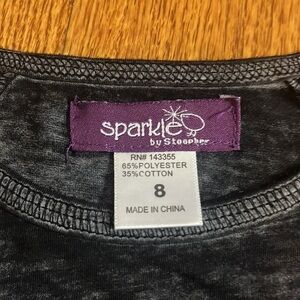 sparkle
by Stoopher
RN# 143355
65%POLYESTER
35%COTTON
8
MADE IN CHINA